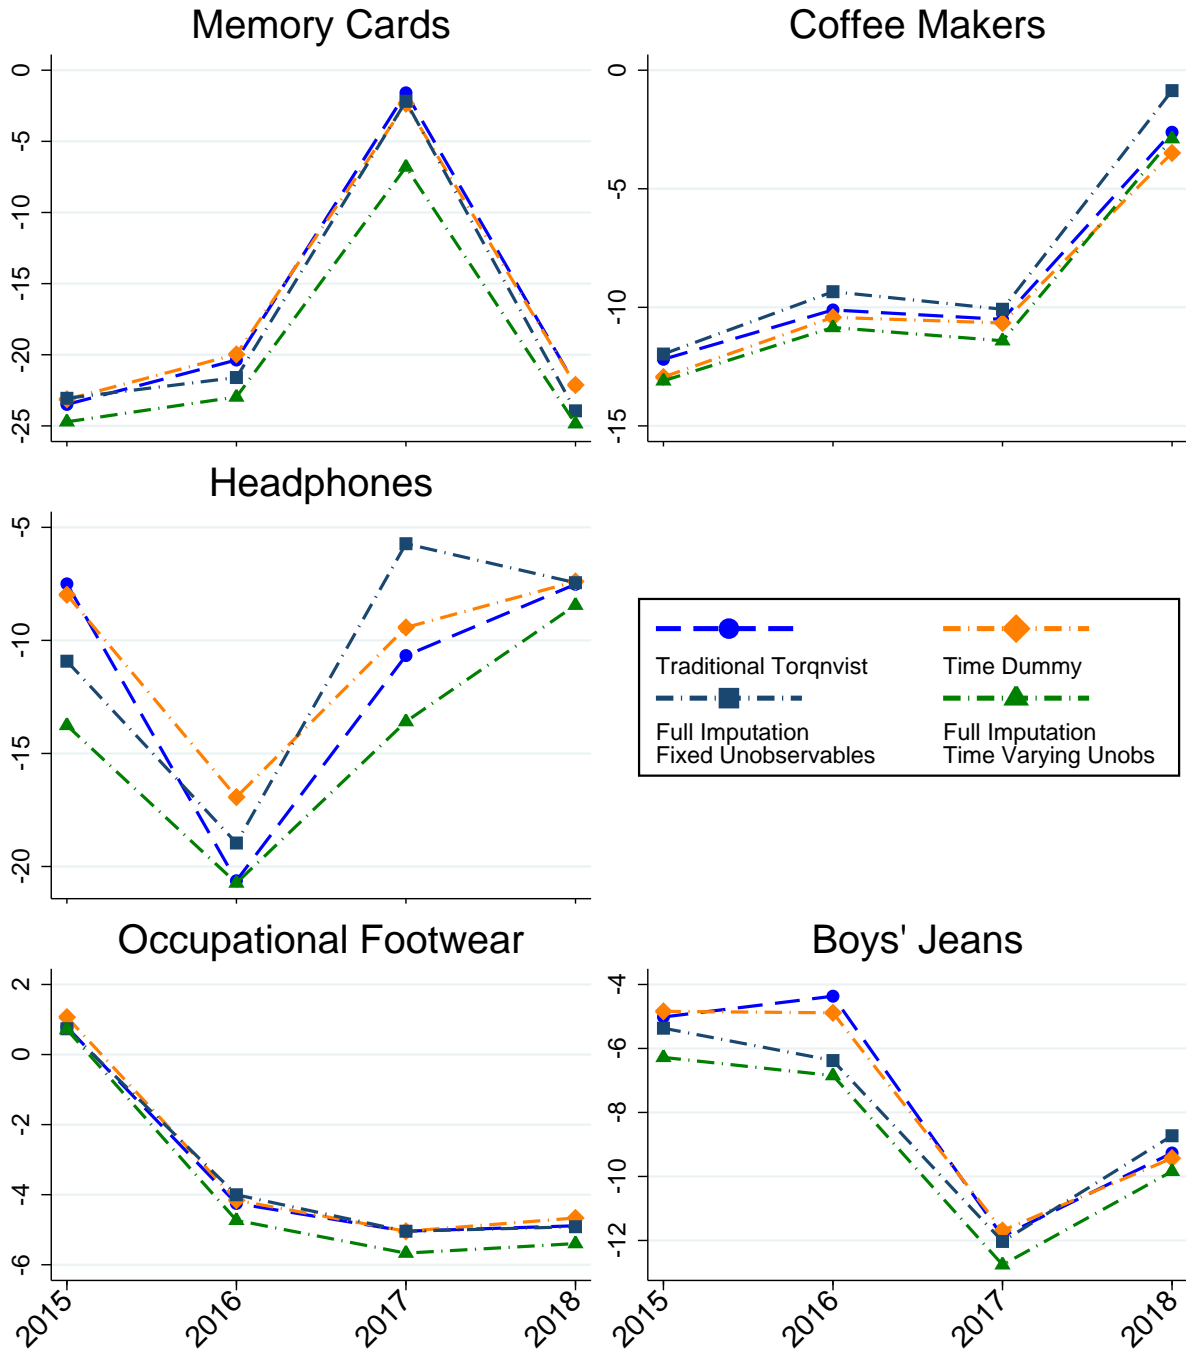 Memory Cards
0
-5
-10
-15
-20
-25
Coffee Makers
0
-5
-10
-15
Headphones
-5
-10
-15
-20
Traditional Torqnvist
Time Dummy
Full Imputation
Fixed Unobservables
Full Imputation
Time Varying Unobs
Occupational Footwear
2
0
-2
-4
-6
2015
2016
2017
2018
Boys' Jeans
-4
-6
-8
-10
-12
2015
2016
2017
2018